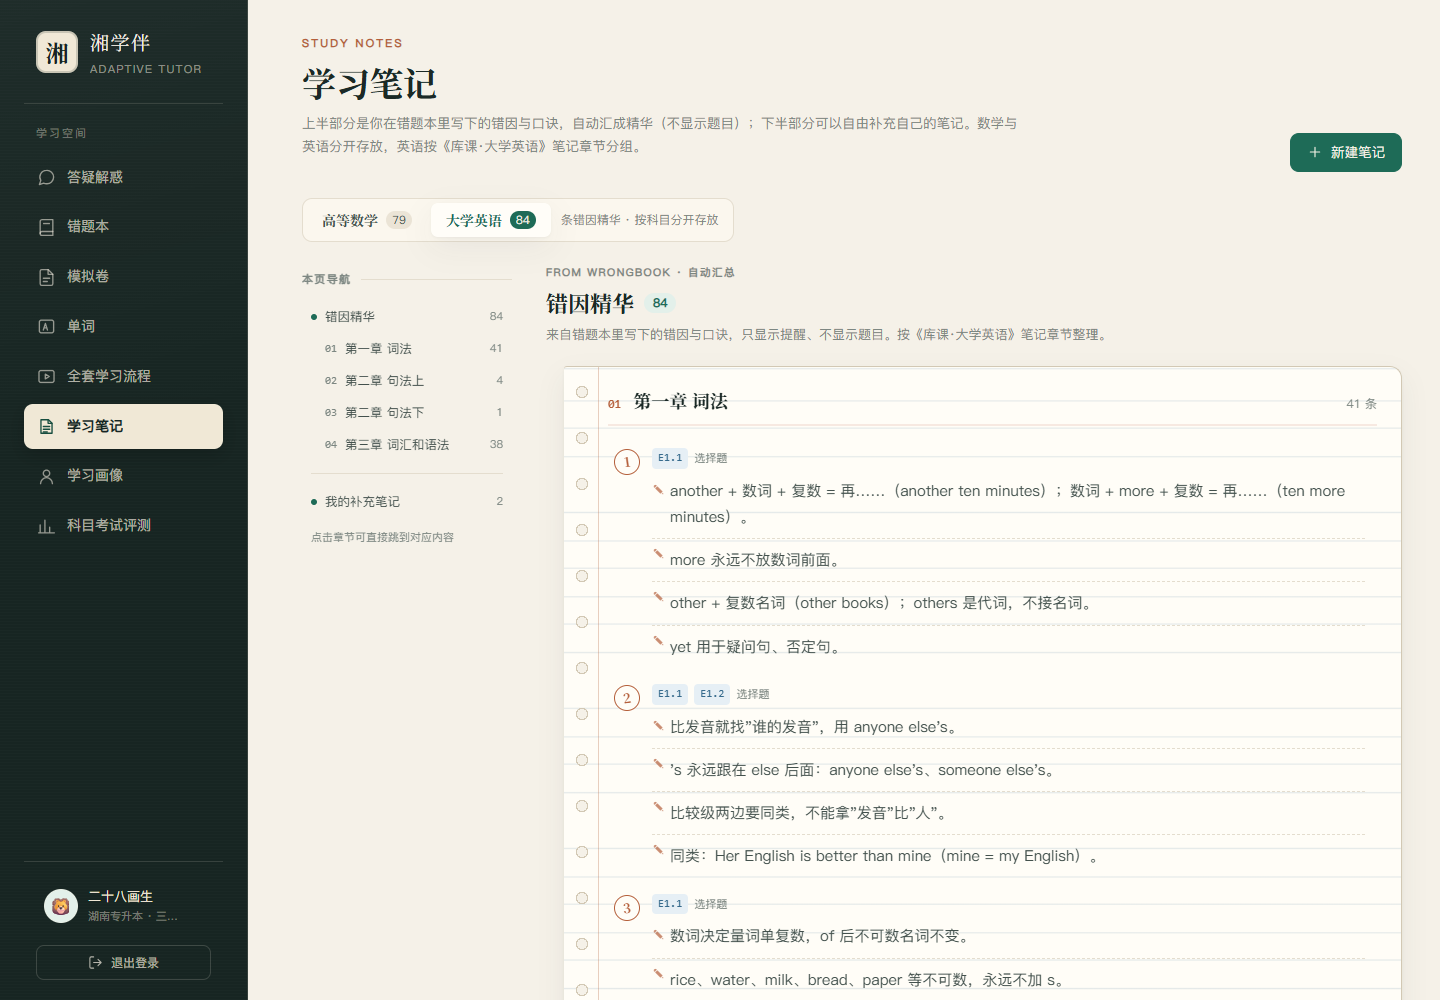 湘
湘学伴
ADAPTIVE TUTOR
学习空间
答疑解惑
错题本
模拟卷
单词
全套学习流程
学习笔记
学习画像
科目考试评测
二十八画生
湖南专升本 · 三...
退出登录
STUDY NOTES
学习笔记
上半部分是你在错题本里写下的错因与口诀，自动汇成精华（不显示题目）；下半部分可以自由补充自己的笔记。数学与
英语分开存放，英语按《库课·大学英语》笔记章节分组。
＋ 新建笔记
高等数学 79 大学英语 84 条错因精华 · 按科目分开存放
本页导航
错因精华 84
01 第一章 词法 41
02 第二章 句法上 4
03 第二章 句法下 1
04 第三章 词汇和语法 38
我的补充笔记 2
点击章节可直接跳到对应内容
FROM WRONGBOOK · 自动汇总
错因精华 84
来自错题本里写下的错因与口诀，只显示提醒、不显示题目。按《库课·大学英语》笔记章节整理。
01 第一章 词法 41 条
1 E1.1 选择题
another + 数词 + 复数 = 再……（another ten minutes）；数词 + more + 复数 = 再……（ten more
minutes）。
more 永远不放数词前面。
other + 复数名词（other books）；others 是代词，不接名词。
yet 用于疑问句、否定句。
2 E1.1 E1.2 选择题
比发音就找”谁的发音”，用 anyone else’s。
’s 永远跟在 else 后面：anyone else’s、someone else’s。
比较级两边要同类，不能拿”发音”比”人”。
同类：Her English is better than mine（mine = my English）。
3 E1.1 选择题
数词决定量词单复数，of 后不可数名词不变。
rice、water、milk、bread、paper 等不可数，永远不加 s。